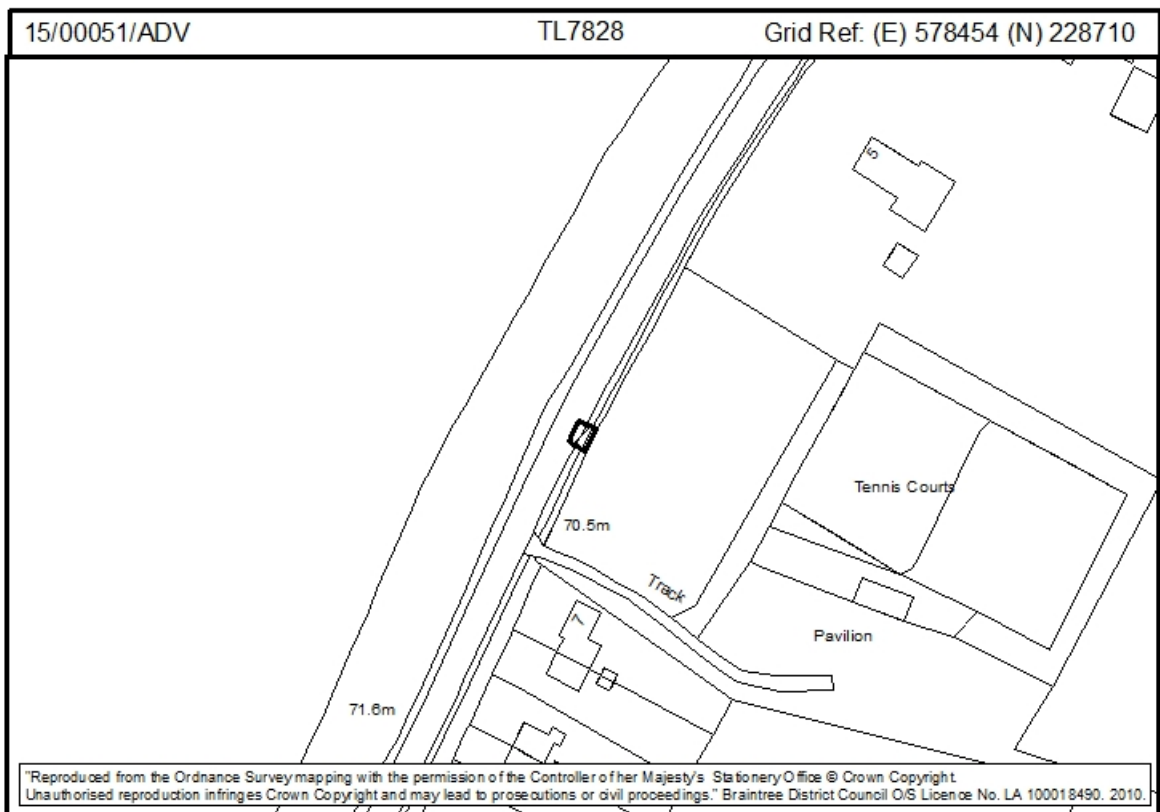 15/00051/ADV TL7828 Grid Ref: (E) 578454 (N) 228710
5
Tennis Courts
70.5m
Track
7
Pavilion
71.6m
"Reproduced from the Ordnance Survey mapping with the permission of the Controller of her Majesty's Stationery Office © Crown Copyright.
Unauthorised reproduction infringes Crown Copyright and may lead to prosecutions or civil proceedings." Braintree District Council O/S Licence No. LA 100018490. 2010.